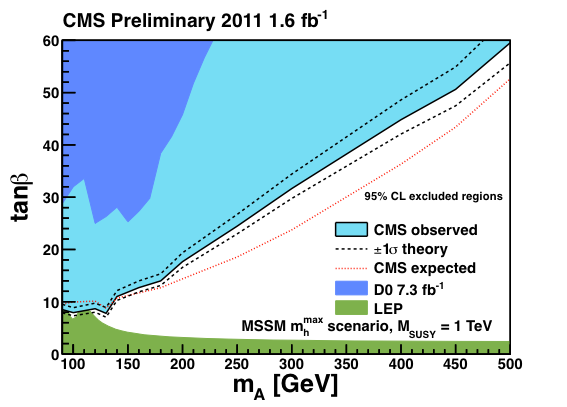 CMS Preliminary 2011 1.6 fb⁻¹
60
50
40
30
20
10
0
tanβ
95% CL excluded regions
CMS observed
±1σ theory
CMS expected
D0 7.3 fb⁻¹
LEP
MSSM m_h^max scenario, M_SUSY = 1 TeV
100 150 200 250 300 350 400 450 500
m_A [GeV]